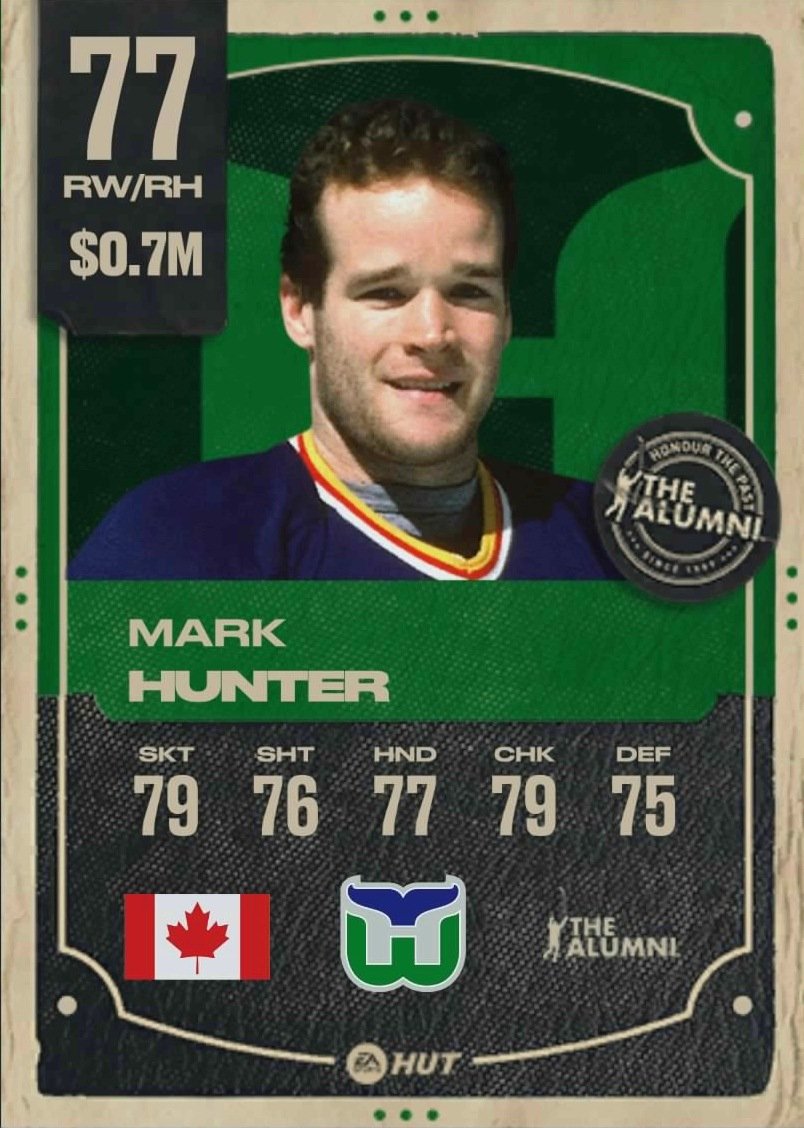 77
RW/RH
$0.7M
HONOUR THE PAST
THE
ALUMNI
MARK
HUNTER
SKT SHT HND CHK DEF
79 76 77 79 75
THE
ALUMNI
EA HUT